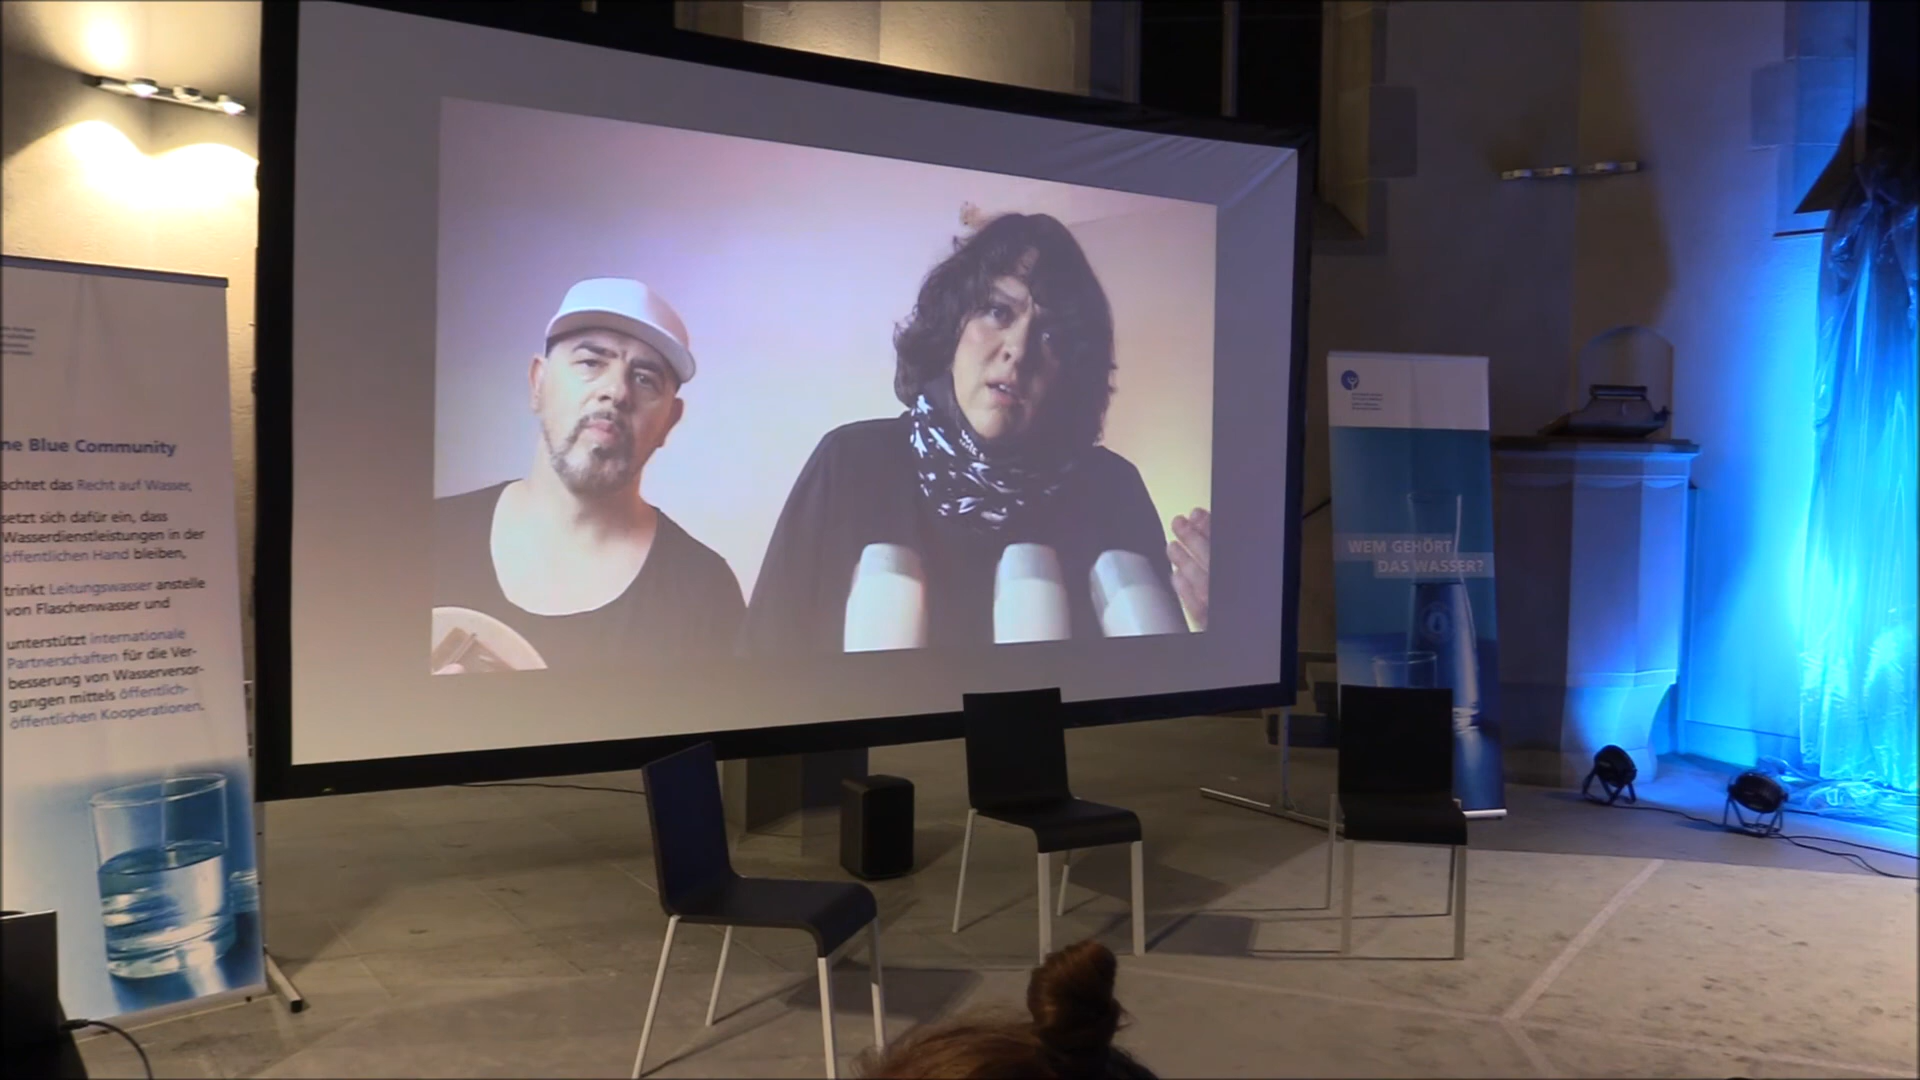 ne Blue Community
achtet das Recht auf Wasser,
setzt sich dafür ein, dass
Wasserdienstleistungen in der
öffentlichen Hand bleiben,
trinkt Leitungswasser anstelle
von Flaschenwasser und
unterstützt internationale
Partnerschaften für die Ver-
besserung von Wasserversor-
gungen mittels öffentlich-
öffentlichen Kooperationen.
WEM GEHÖRT
DAS WASSER?